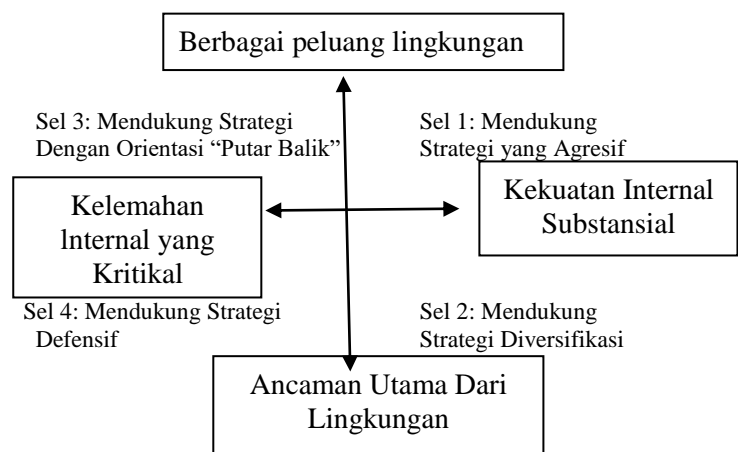 Berbagai peluang lingkungan
Sel 3: Mendukung Strategi
Dengan Orientasi “Putar Balik”
Sel 1: Mendukung
Strategi yang Agresif
Kelemahan
lnternal yang
Kritikal
Kekuatan Internal
Substansial
Sel 4: Mendukung Strategi
Defensif
Sel 2: Mendukung
Strategi Diversifikasi
Ancaman Utama Dari
Lingkungan